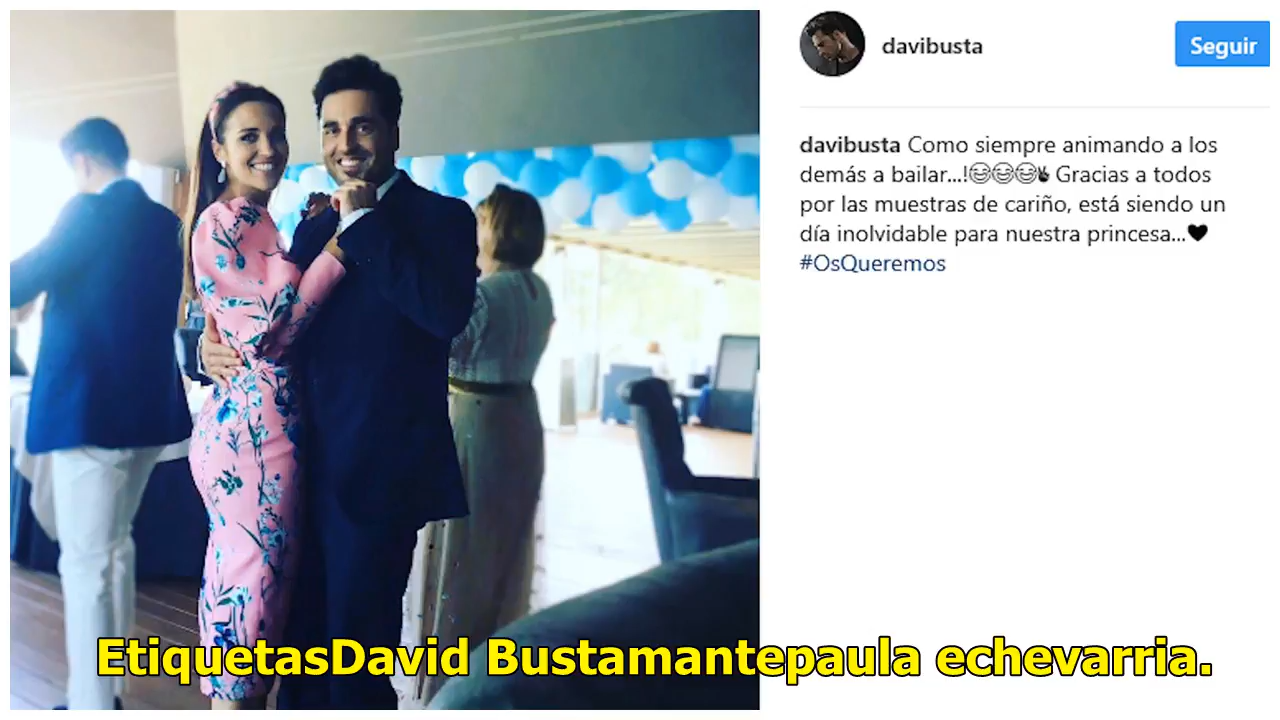 davibusta
Seguir
davibusta Como siempre animando a los
demás a bailar...!😅😅😅✌ Gracias a todos
por las muestras de cariño, está siendo un
día inolvidable para nuestra princesa...♥
#OsQueremos
EtiquetasDavid Bustamantepaula echevarria.